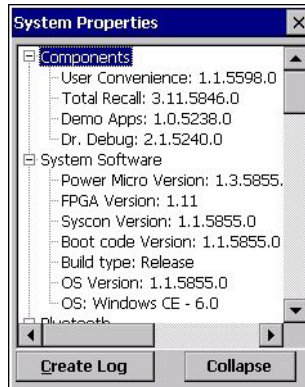 System Properties
Components
User Convenience: 1.1.5598.0
Total Recall: 3.11.5846.0
Demo Apps: 1.0.5238.0
Dr. Debug: 2.1.5240.0
System Software
Power Micro Version: 1.3.5855.
FPGA Version: 1.11
Syscon Version: 1.1.5855.0
Boot code Version: 1.1.5855.0
Build type: Release
OS Version: 1.1.5855.0
OS: Windows CE - 6.0
Bluetooth
Create Log
Collapse